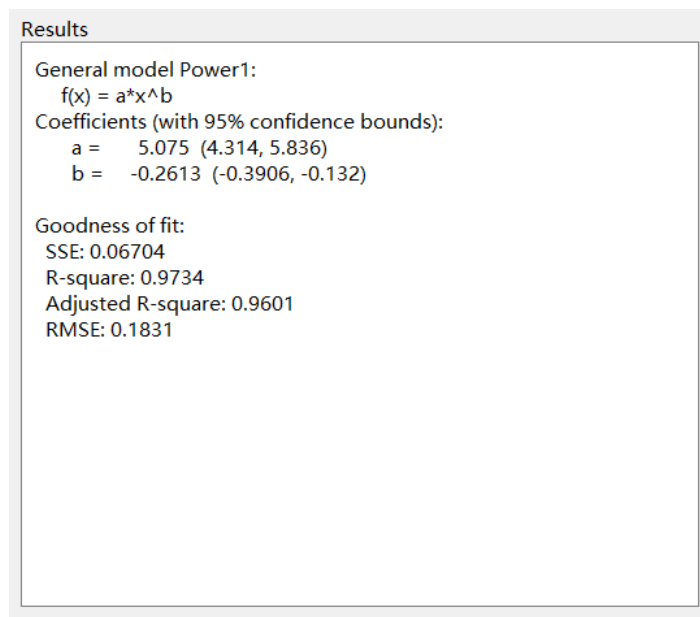 Results
General model Power1:
f(x) = a*x^b
Coefficients (with 95% confidence bounds):
a = 5.075 (4.314, 5.836)
b = -0.2613 (-0.3906, -0.132)
Goodness of fit:
SSE: 0.06704
R-square: 0.9734
Adjusted R-square: 0.9601
RMSE: 0.1831